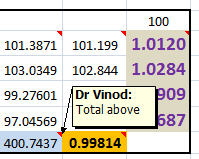 100
101.3871 101.199 1.0120
103.0349 102.844 1.0284
99.27601 Dr Vinod: 909
97.04569 Total above 687
400.7437 0.99814